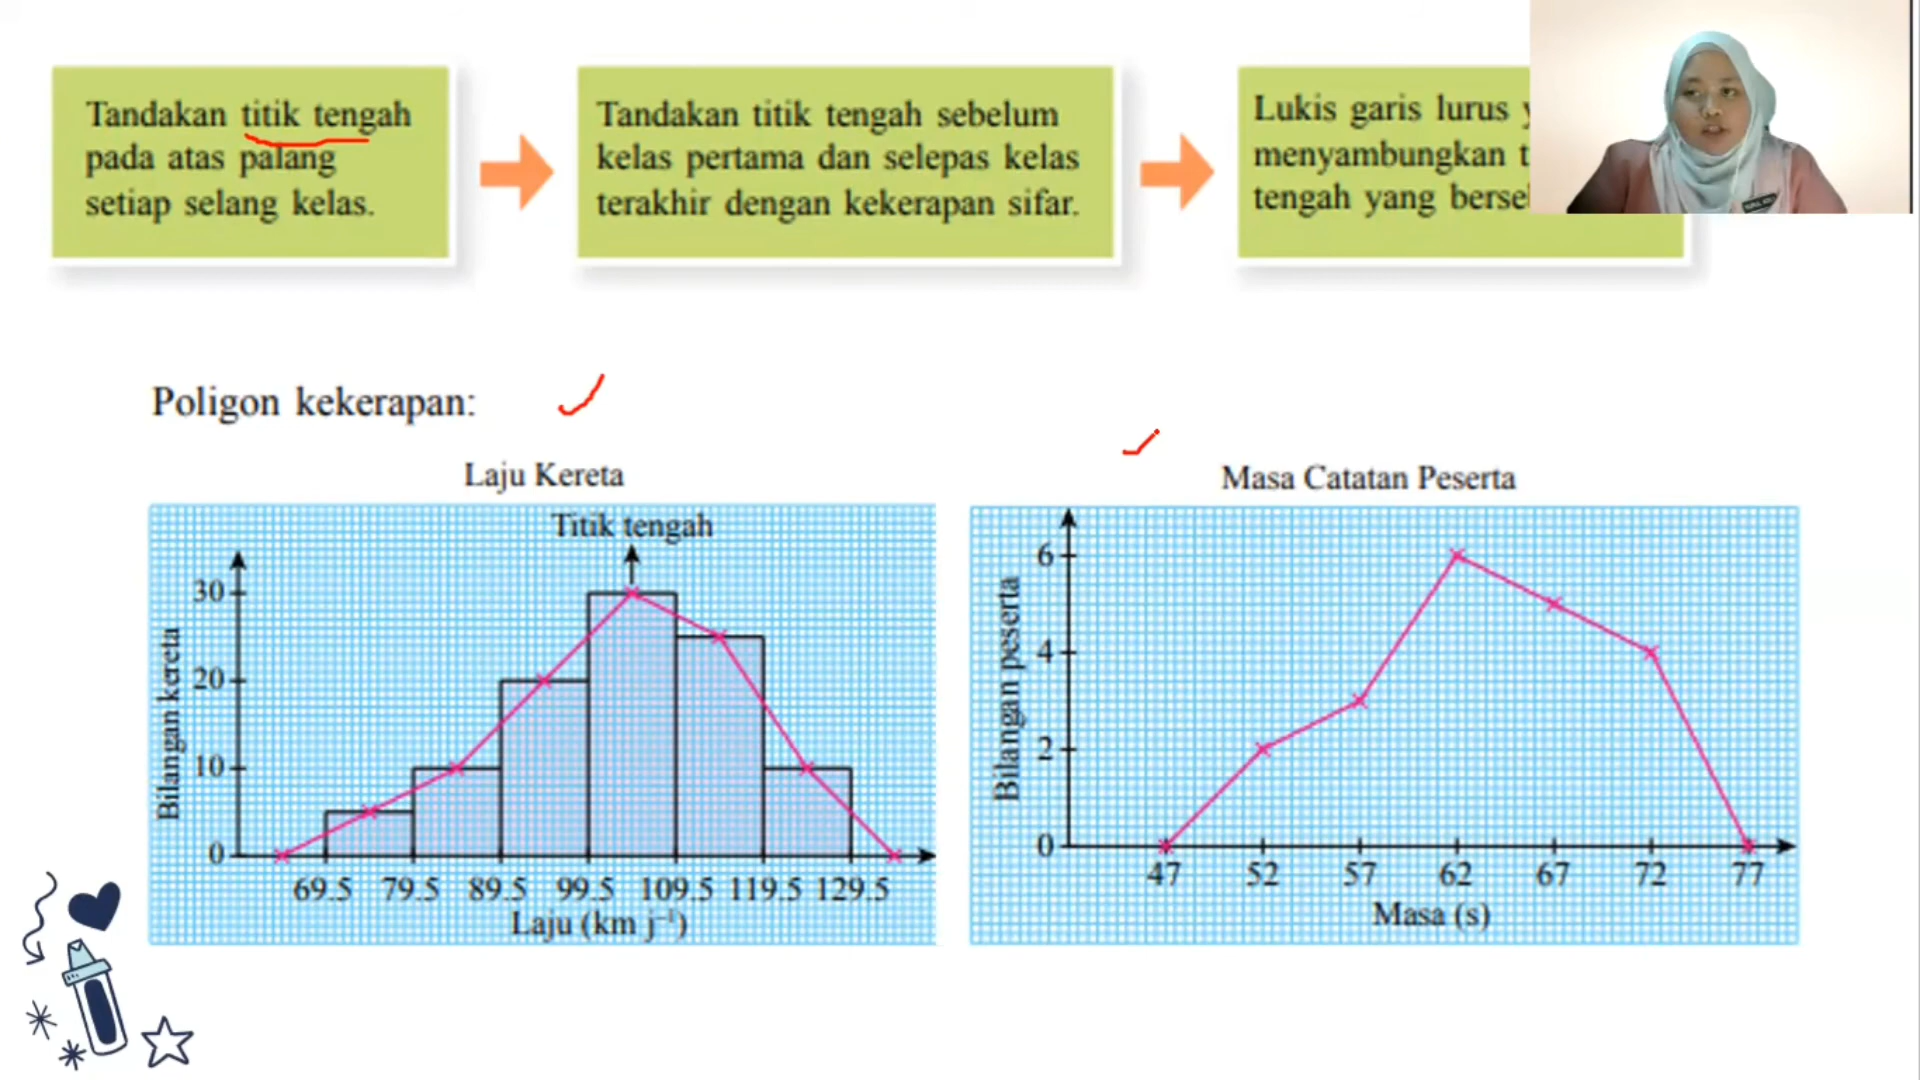 Tandakan titik tengah
pada atas palang
setiap selang kelas.
Tandakan titik tengah sebelum
kelas pertama dan selepas kelas
terakhir dengan kekerapan sifar.
Lukis garis lurus
menyambungkan
tengah yang
Poligon kekerapan:
Laju Kereta
Titik tengah
Bilangan kereta
30
20
10
0
69.5 79.5 89.5 99.5 109.5 119.5 129.5
Laju (km j⁻¹)
Masa Catatan Peserta
Bilangan peserta
6
4
2
0
47 52 57 62 67 72 77
Masa (s)